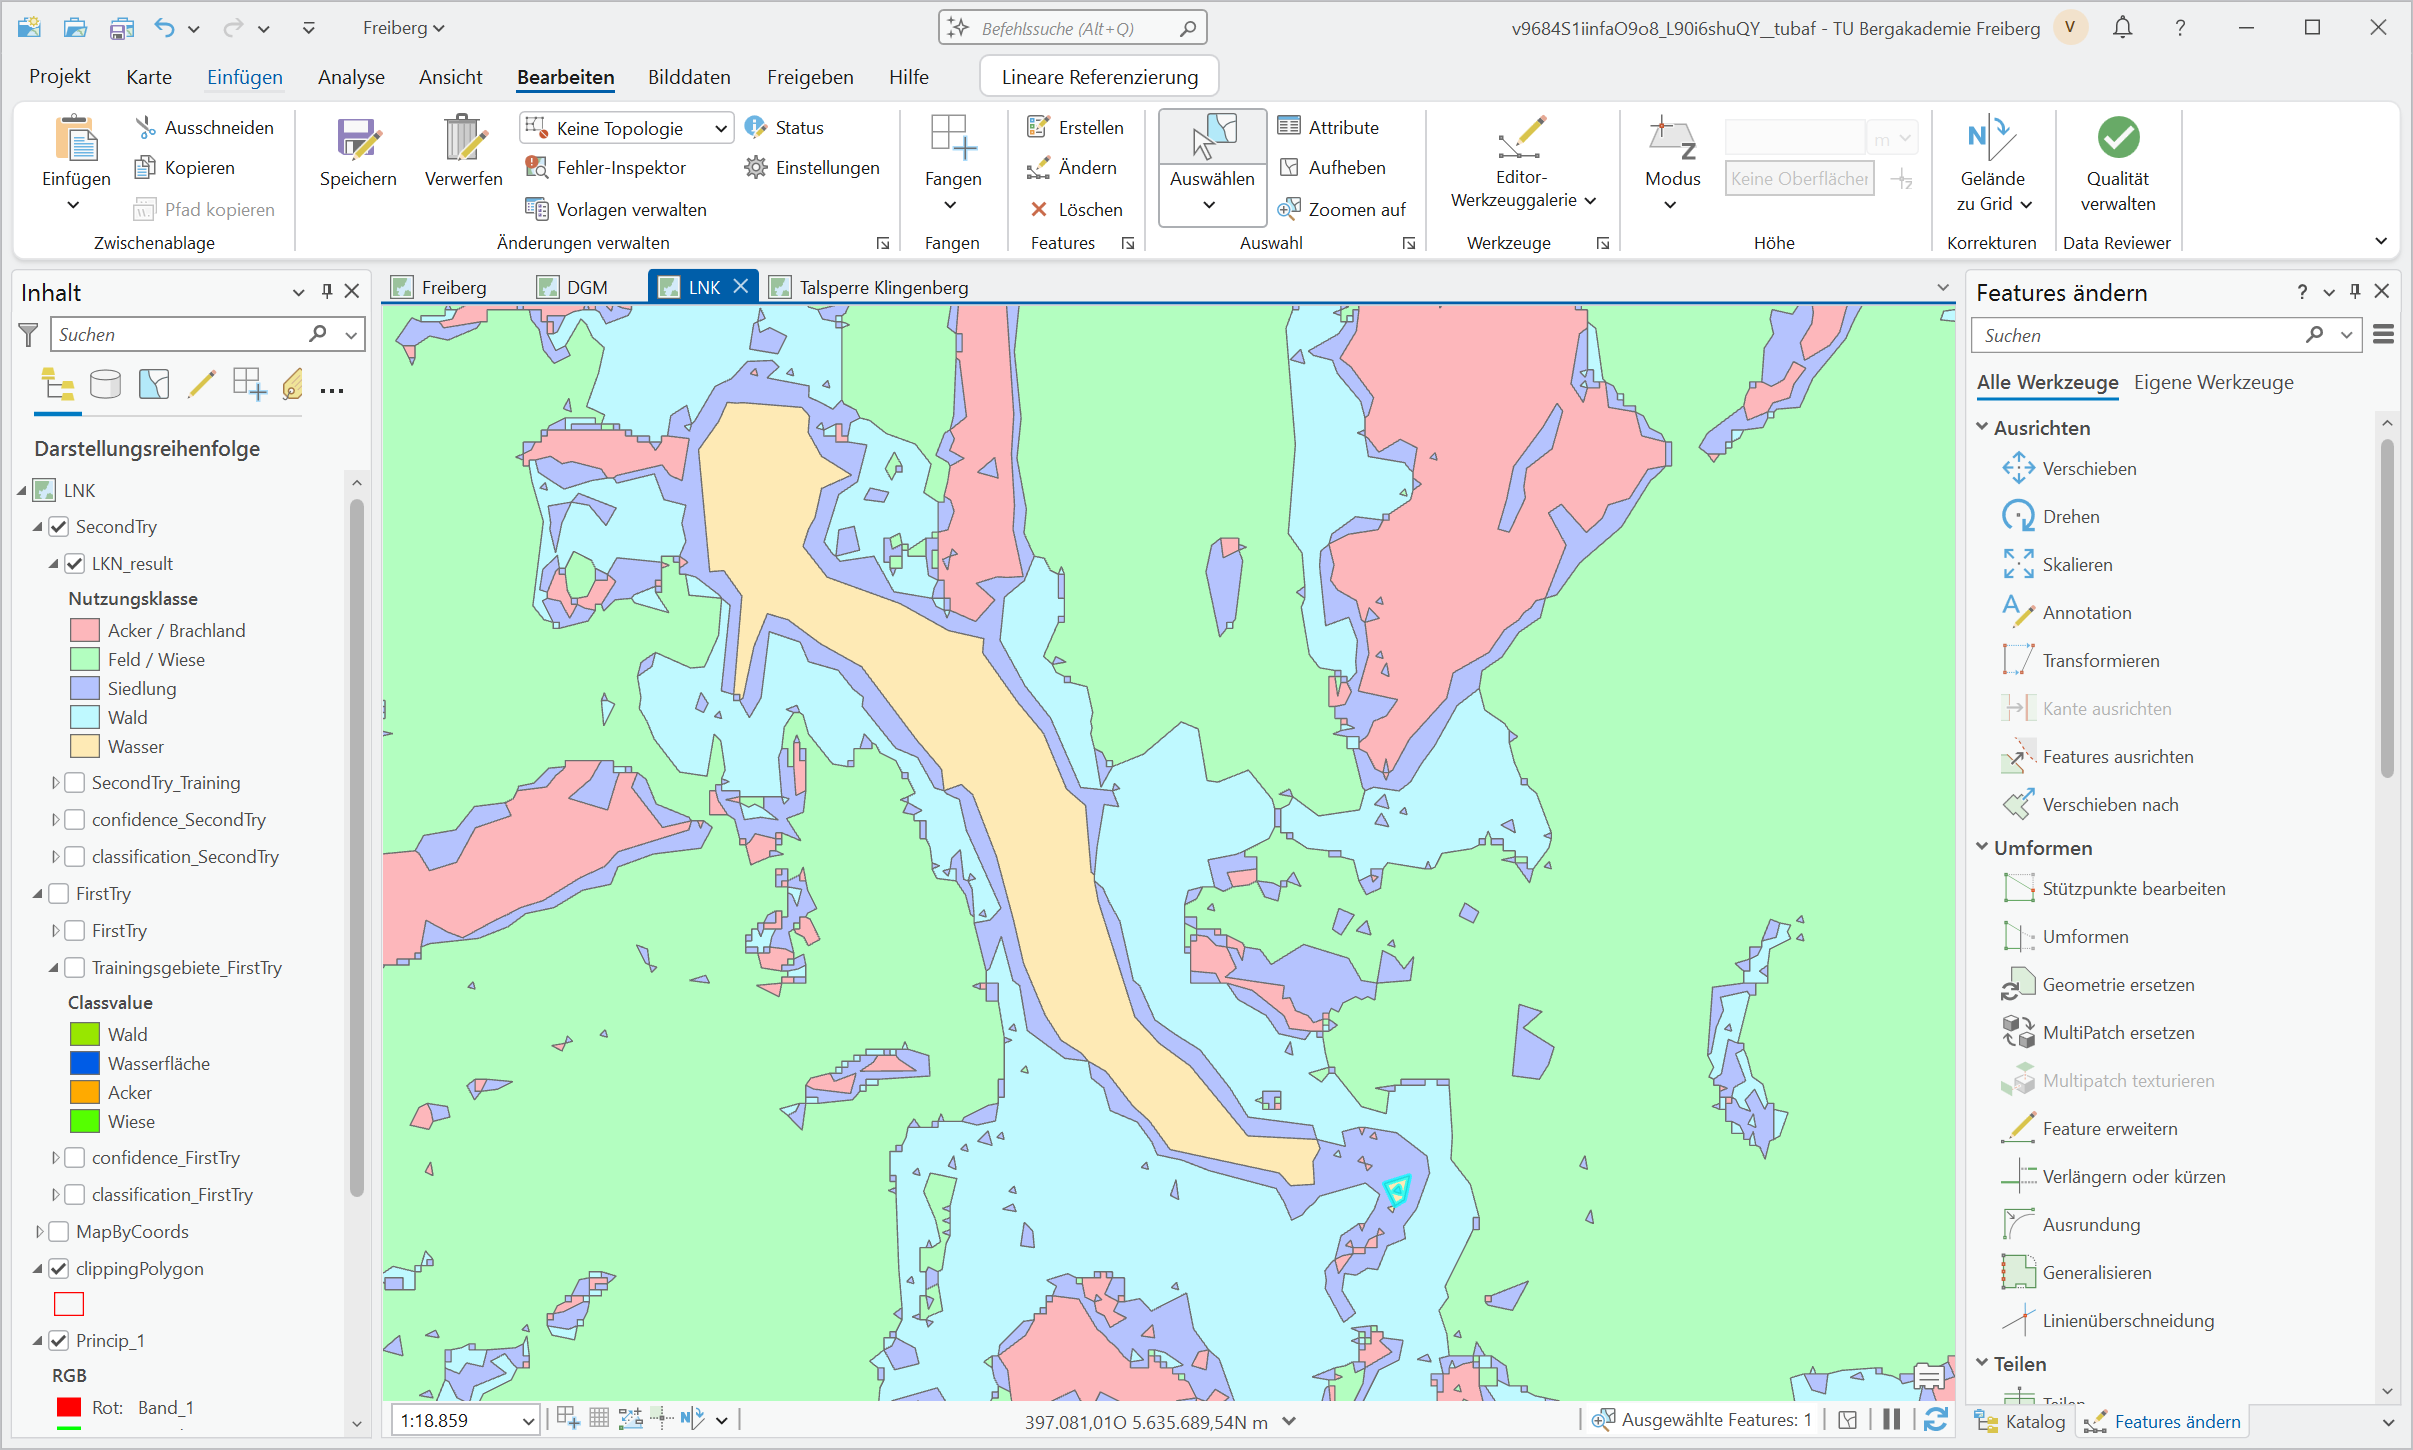 Freiberg
Befehlssuche (Alt+Q)
v9684S1iinfaO9o8_L90i6shuQY__tubaf - TU Bergakademie Freiberg
V
?
Projekt Karte Einfügen Analyse Ansicht Bearbeiten Bilddaten Freigeben Hilfe Lineare Referenzierung
Einfügen
Ausschneiden
Kopieren
Pfad kopieren
Zwischenablage
Speichern
Verwerfen
Keine Topologie
Fehler-Inspektor
Vorlagen verwalten
Status
Einstellungen
Änderungen verwalten
Fangen
Fangen
Erstellen
Ändern
Löschen
Features
Auswählen
Attribute
Aufheben
Zoomen auf
Auswahl
Editor-
Werkzeuggalerie
Werkzeuge
Modus
m
Keine Oberflächen
Höhe
Gelände
zu Grid
Korrekturen
Qualität
verwalten
Data Reviewer
Inhalt
Suchen
Darstellungsreihenfolge
LNK
SecondTry
LKN_result
Nutzungsklasse
Acker / Brachland
Feld / Wiese
Siedlung
Wald
Wasser
SecondTry_Training
confidence_SecondTry
classification_SecondTry
FirstTry
FirstTry
Trainingsgebiete_FirstTry
Classvalue
Wald
Wasserfläche
Acker
Wiese
confidence_FirstTry
classification_FirstTry
MapByCoords
clippingPolygon
Princip_1
RGB
Rot: Band_1
Freiberg DGM LNK Talsperre Klingenberg
1:18.859
397.081,01O 5.635.689,54N m
Ausgewählte Features: 1
Features ändern
?
Suchen
Alle Werkzeuge Eigene Werkzeuge
Ausrichten
Verschieben
Drehen
Skalieren
Annotation
Transformieren
Kante ausrichten
Features ausrichten
Verschieben nach
Umformen
Stützpunkte bearbeiten
Umformen
Geometrie ersetzen
MultiPatch ersetzen
Multipatch texturieren
Feature erweitern
Verlängern oder kürzen
Ausrundung
Generalisieren
Linienüberschneidung
Teilen
Teilen
Katalog Features ändern